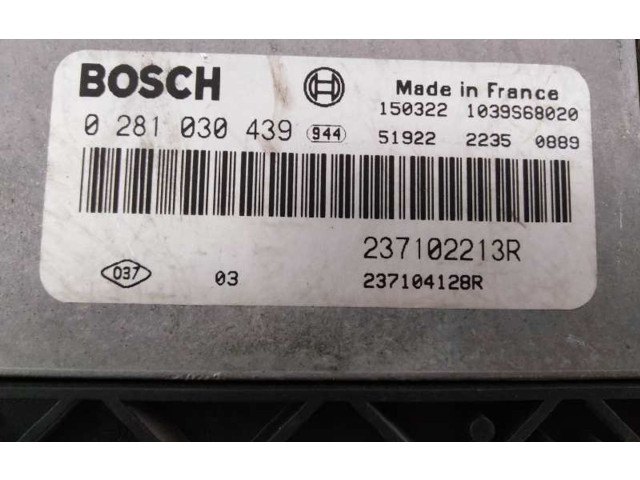 BOSCH
Made in France
150322 1039S68020
0 281 030 439 944
51922 2235 0889
237102213R
037 03 237104128R